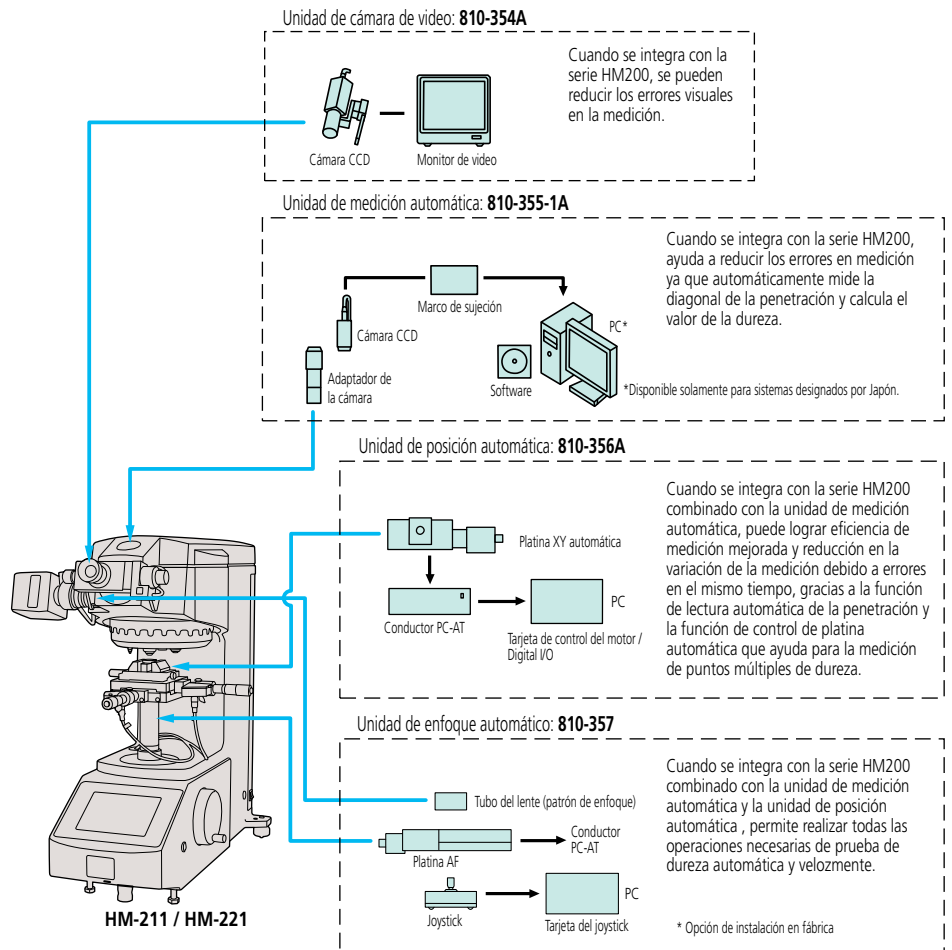 Unidad de cámara de video: 810-354A
Cuando se integra con la
serie HM200, se pueden
reducir los errores visuales
en la medición.
Cámara CCD
Monitor de video
Unidad de medición automática: 810-355-1A
Cuando se integra con la serie HM200,
ayuda a reducir los errores en medición
ya que automáticamente mide la
diagonal de la penetración y calcula el
valor de la dureza.
Marco de sujeción
Cámara CCD
PC*
Adaptador de
la cámara
Software
*Disponible solamente para sistemas designados por Japón.
Unidad de posición automática: 810-356A
Cuando se integra con la serie HM200
combinado con la unidad de medición
automática, puede lograr eficiencia de
medición mejorada y reducción en la
variación de la medición debido a errores
en el mismo tiempo, gracias a la función
de lectura automática de la penetración y
la función de control de platina
automática que ayuda para la medición
de puntos múltiples de dureza.
Platina XY automática
Conductor PC-AT
PC
Tarjeta de control del motor /
Digital I/O
Unidad de enfoque automático: 810-357
Cuando se integra con la serie HM200
combinado con la unidad de medición
automática y la unidad de posición
automática , permite realizar todas las
operaciones necesarias de prueba de
dureza automática y velozmente.
Tubo del lente (patrón de enfoque)
Conductor
PC-AT
Platina AF
PC
Joystick
Tarjeta del joystick
* Opción de instalación en fábrica
HM-211 / HM-221